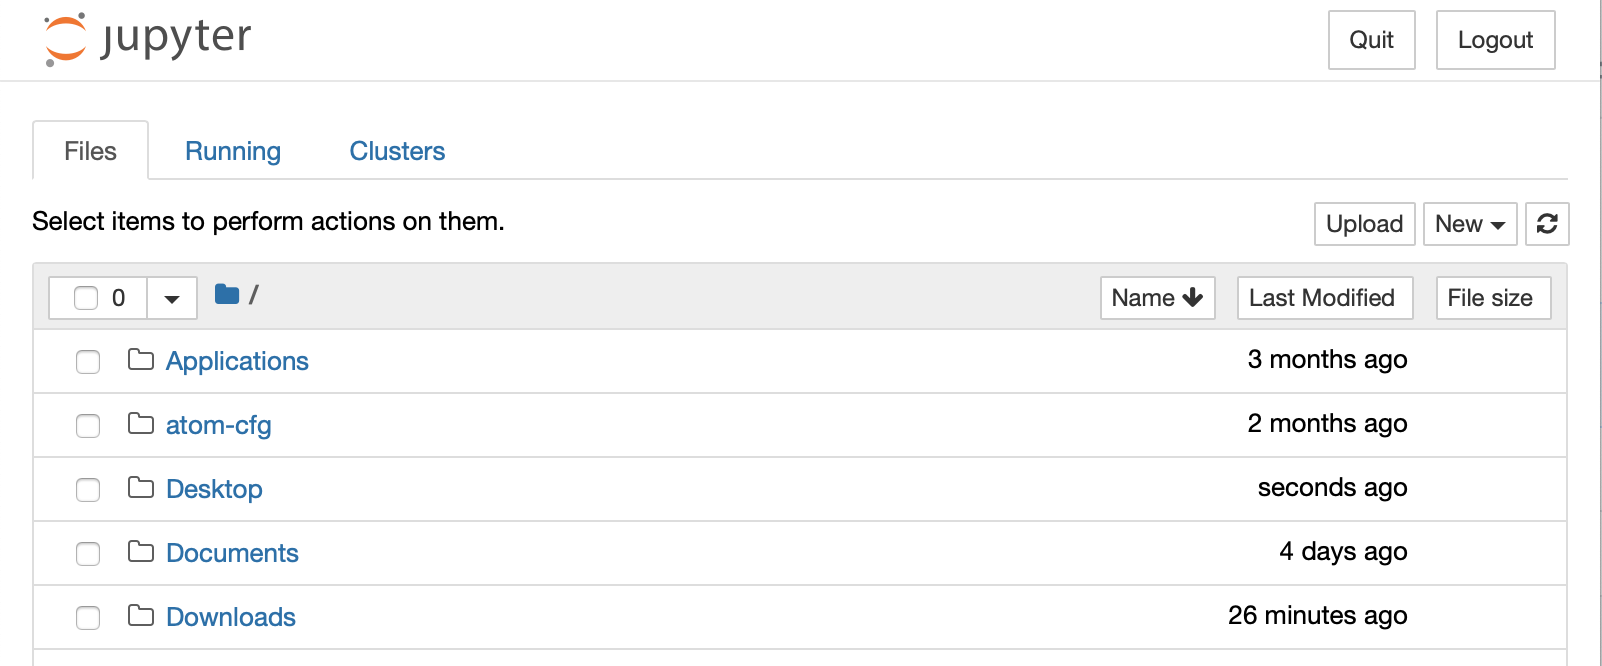 jupyter
Quit Logout
Files Running Clusters
Select items to perform actions on them.
Upload New
0 / Name Last Modified File size
Applications 3 months ago
atom-cfg 2 months ago
Desktop seconds ago
Documents 4 days ago
Downloads 26 minutes ago